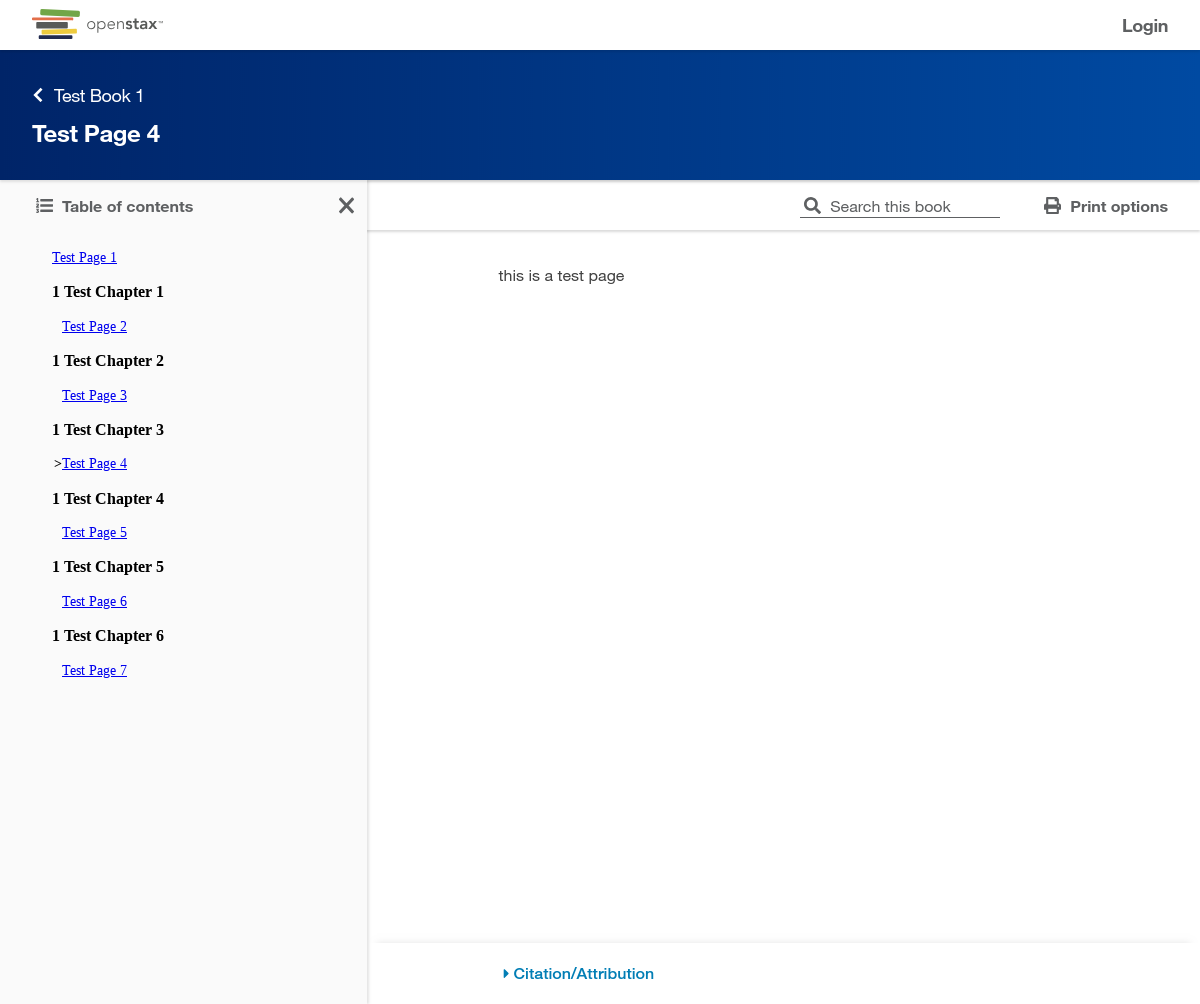 openstax™
Login
Test Book 1
Test Page 4
Table of contents
Search this book
Print options
Test Page 1
1 Test Chapter 1
Test Page 2
1 Test Chapter 2
Test Page 3
1 Test Chapter 3
>Test Page 4
1 Test Chapter 4
Test Page 5
1 Test Chapter 5
Test Page 6
1 Test Chapter 6
Test Page 7
this is a test page
Citation/Attribution